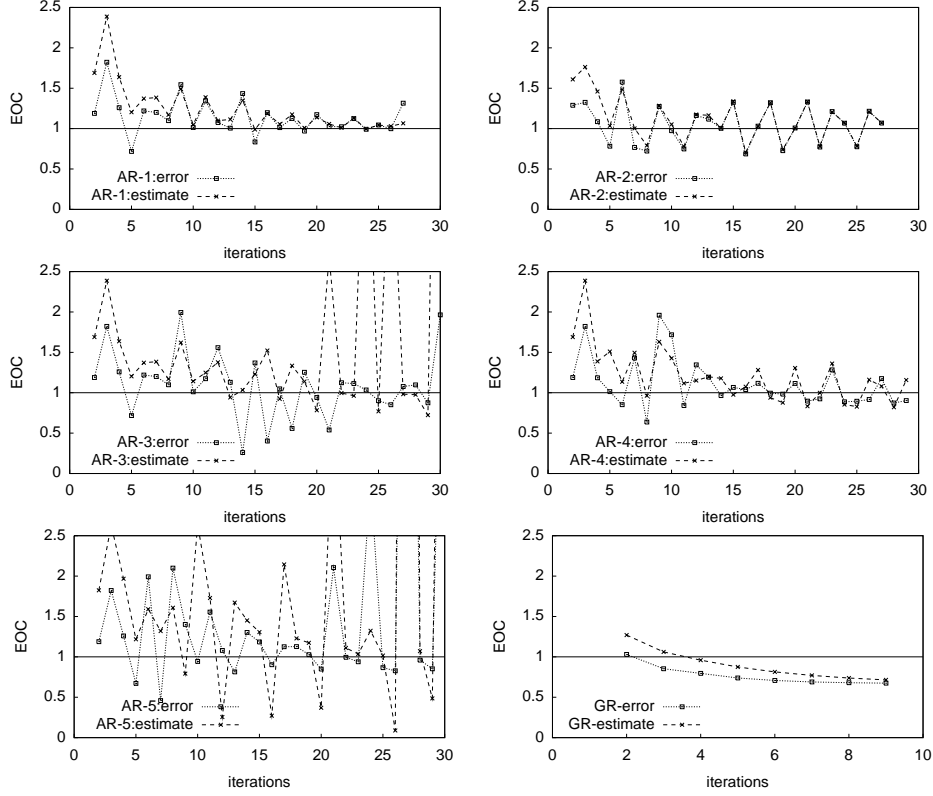 2.5
2
1.5
1
0.5
0
EOC
AR-1:error
AR-1:estimate
0 5 10 15 20 25 30
iterations
2.5
2
1.5
1
0.5
0
EOC
AR-2:error
AR-2:estimate
0 5 10 15 20 25 30
iterations
2.5
2
1.5
1
0.5
0
EOC
AR-3:error
AR-3:estimate
0 5 10 15 20 25 30
iterations
2.5
2
1.5
1
0.5
0
EOC
AR-4:error
AR-4:estimate
0 5 10 15 20 25 30
iterations
2.5
2
1.5
1
0.5
0
EOC
AR-5:error
AR-5:estimate
0 5 10 15 20 25 30
iterations
2.5
2
1.5
1
0.5
0
EOC
GR-error
GR-estimate
0 2 4 6 8 10
iterations